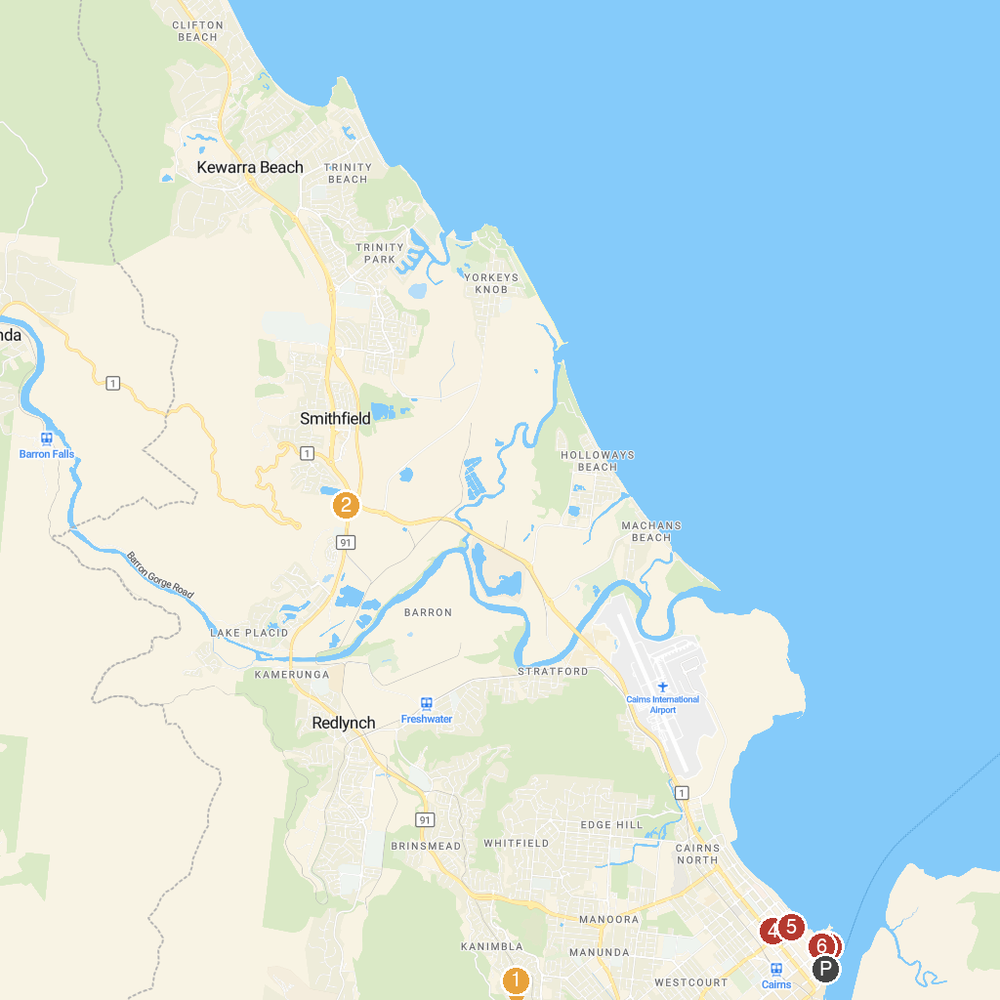 CLIFTON
BEACH
Kewarra Beach
TRINITY
BEACH
TRINITY
PARK
YORKEYS
KNOB
nda
1
Smithfield
Barron Falls
1
HOLLOWAYS
BEACH
2
91
MACHANS
BEACH
Barron Gorge Road
BARRON
LAKE PLACID
KAMERUNGA
STRATFORD
Cairns International
Airport
Freshwater
Redlynch
1
91
EDGE HILL
BRINSMEAD
WHITFIELD
CAIRNS
NORTH
MANOORA
4
5
KANIMBLA
MANUNDA
6
P
Cairns
1
WESTCOURT